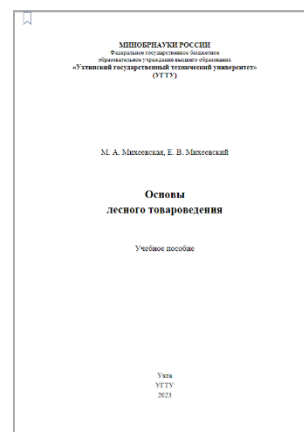 МИНОБРНАУКИ РОССИИ
Федеральное государственное бюджетное
образовательное учреждение высшего образования
«Ухтинский государственный технический университет»
(УГТУ)
М. А. Михеевская, Е. В. Михеевский
Основы
лесного товароведения
Учебное пособие
Ухта
УГТУ
2023